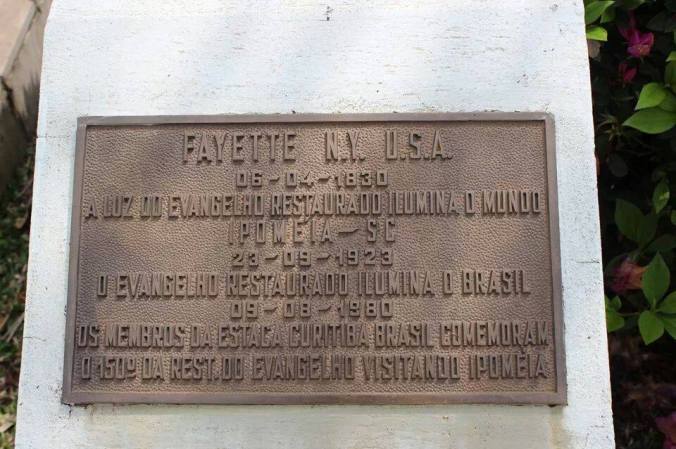 FAYETTE N.Y. U.S.A.
06-04-1830
A LUZ DO EVANGELHO RESTAURADO ILUMINA O MUNDO
IPOMÉIA-SC
23-09-1923
O EVANGELHO RESTAURADO ILUMINA O BRASIL
09-08-1980
OS MEMBROS DA ESTACA CURITIBA BRASIL COMEMORAM
O 150º DA REST. DO EVANGELHO VISITANDO IPOMÉIA